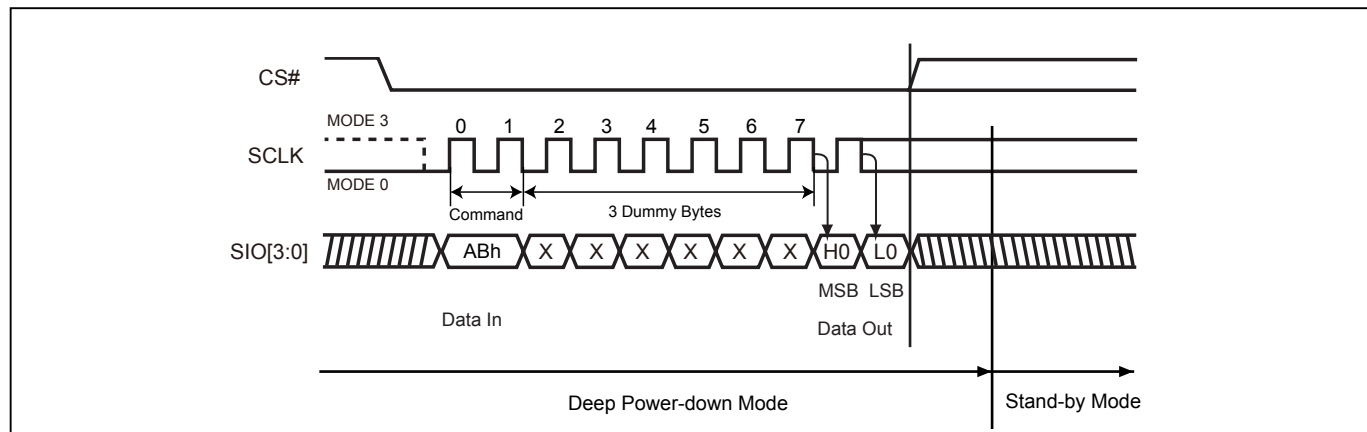 CS#
MODE 3
0 1 2 3 4 5 6 7
SCLK
MODE 0
Command
3 Dummy Bytes
SIO[3:0]
ABh X X X X X X H0 L0
MSB LSB
Data In
Data Out
Deep Power-down Mode
Stand-by Mode